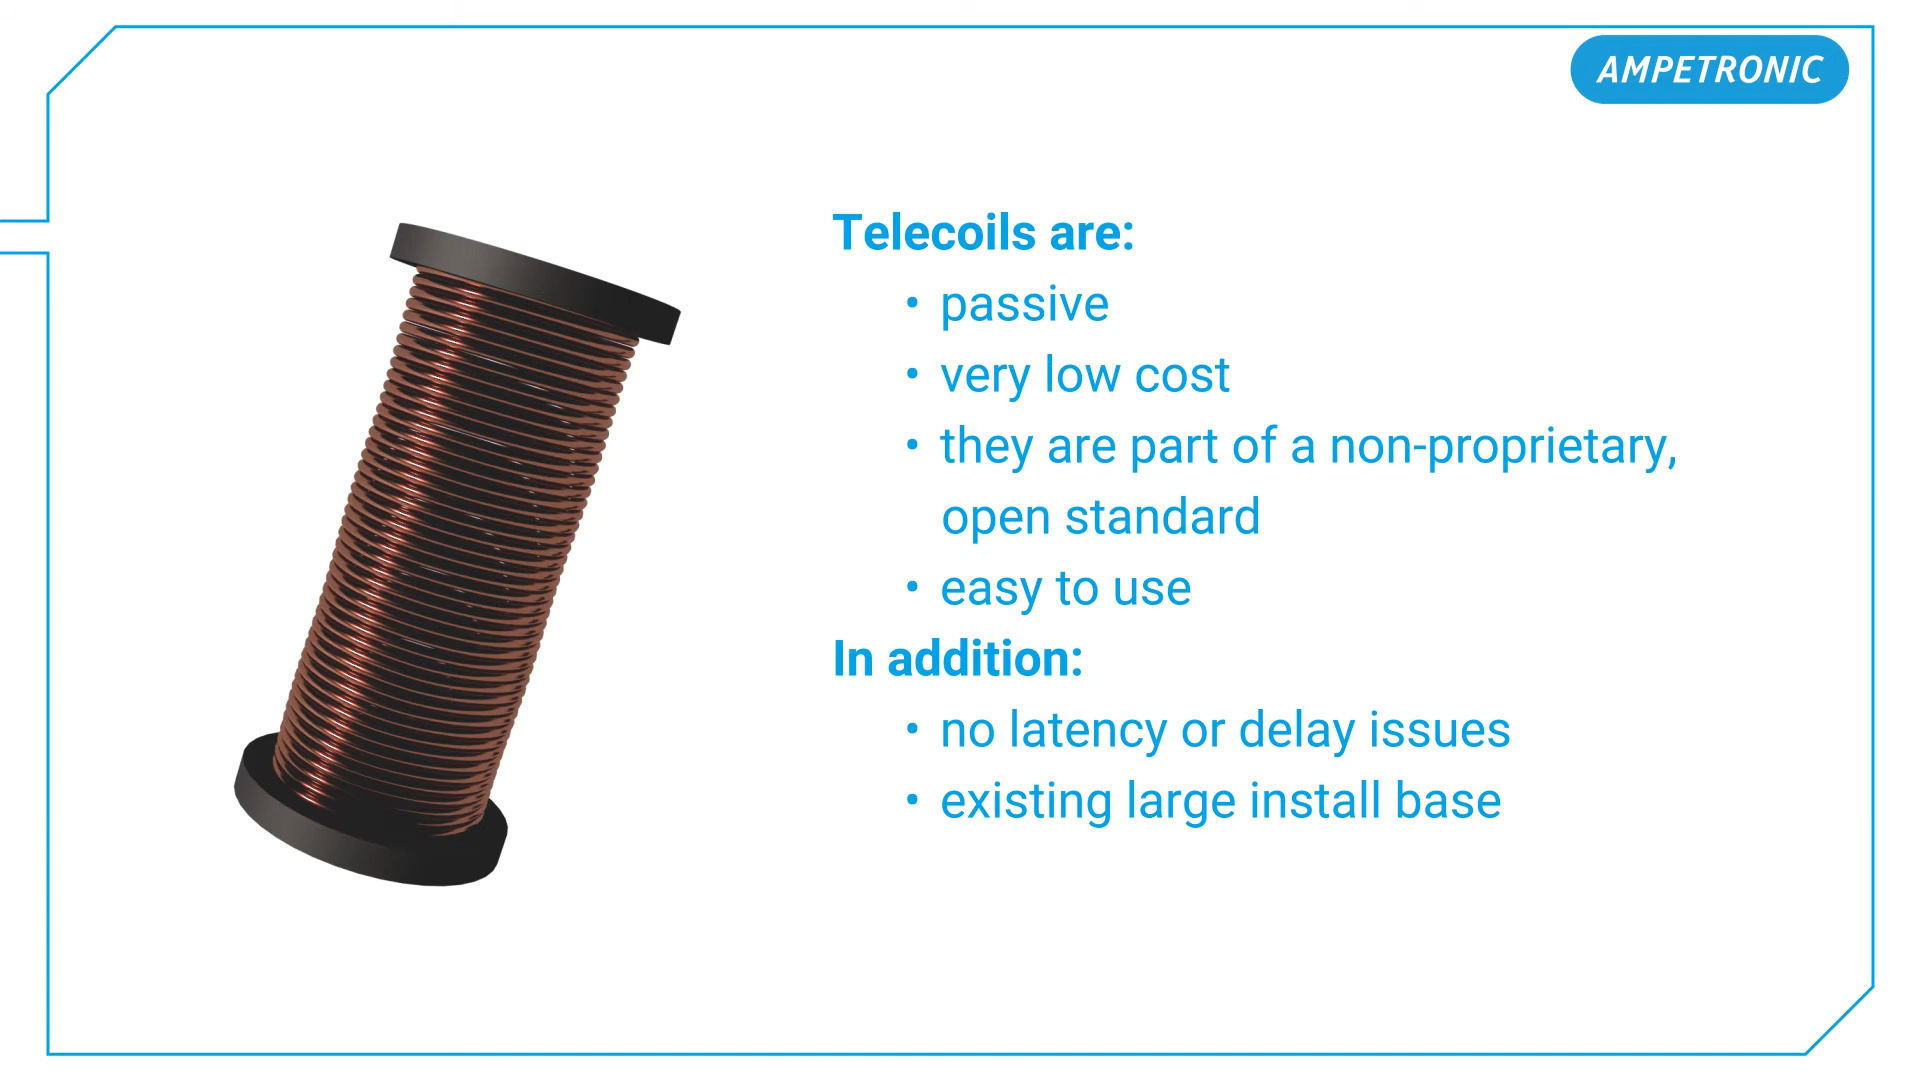 AMPETRONIC
Telecoils are:
• passive
• very low cost
• they are part of a non-proprietary,
open standard
• easy to use
In addition:
• no latency or delay issues
• existing large install base